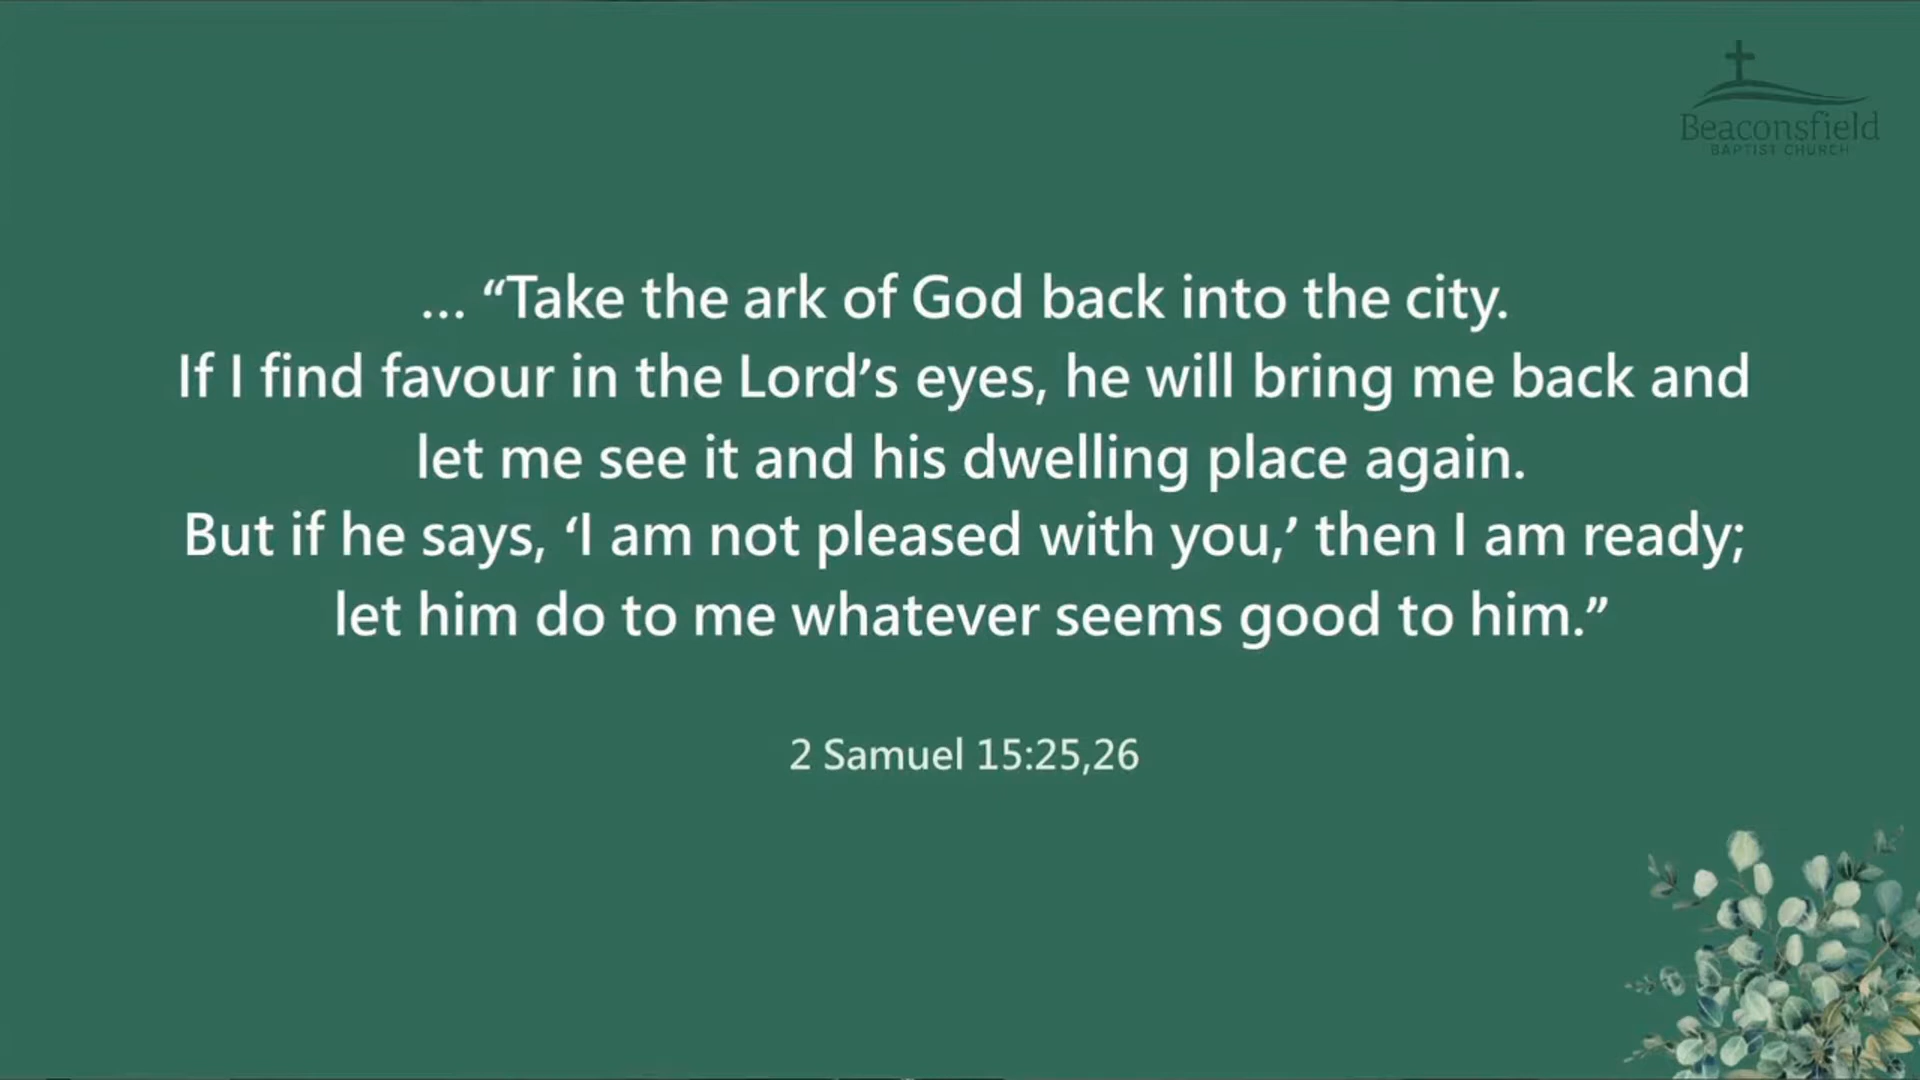 Beaconsfield
BAPTIST CHURCH
... “Take the ark of God back into the city.
If I find favour in the Lord’s eyes, he will bring me back and
let me see it and his dwelling place again.
But if he says, ‘I am not pleased with you,’ then I am ready;
let him do to me whatever seems good to him.”
2 Samuel 15:25,26